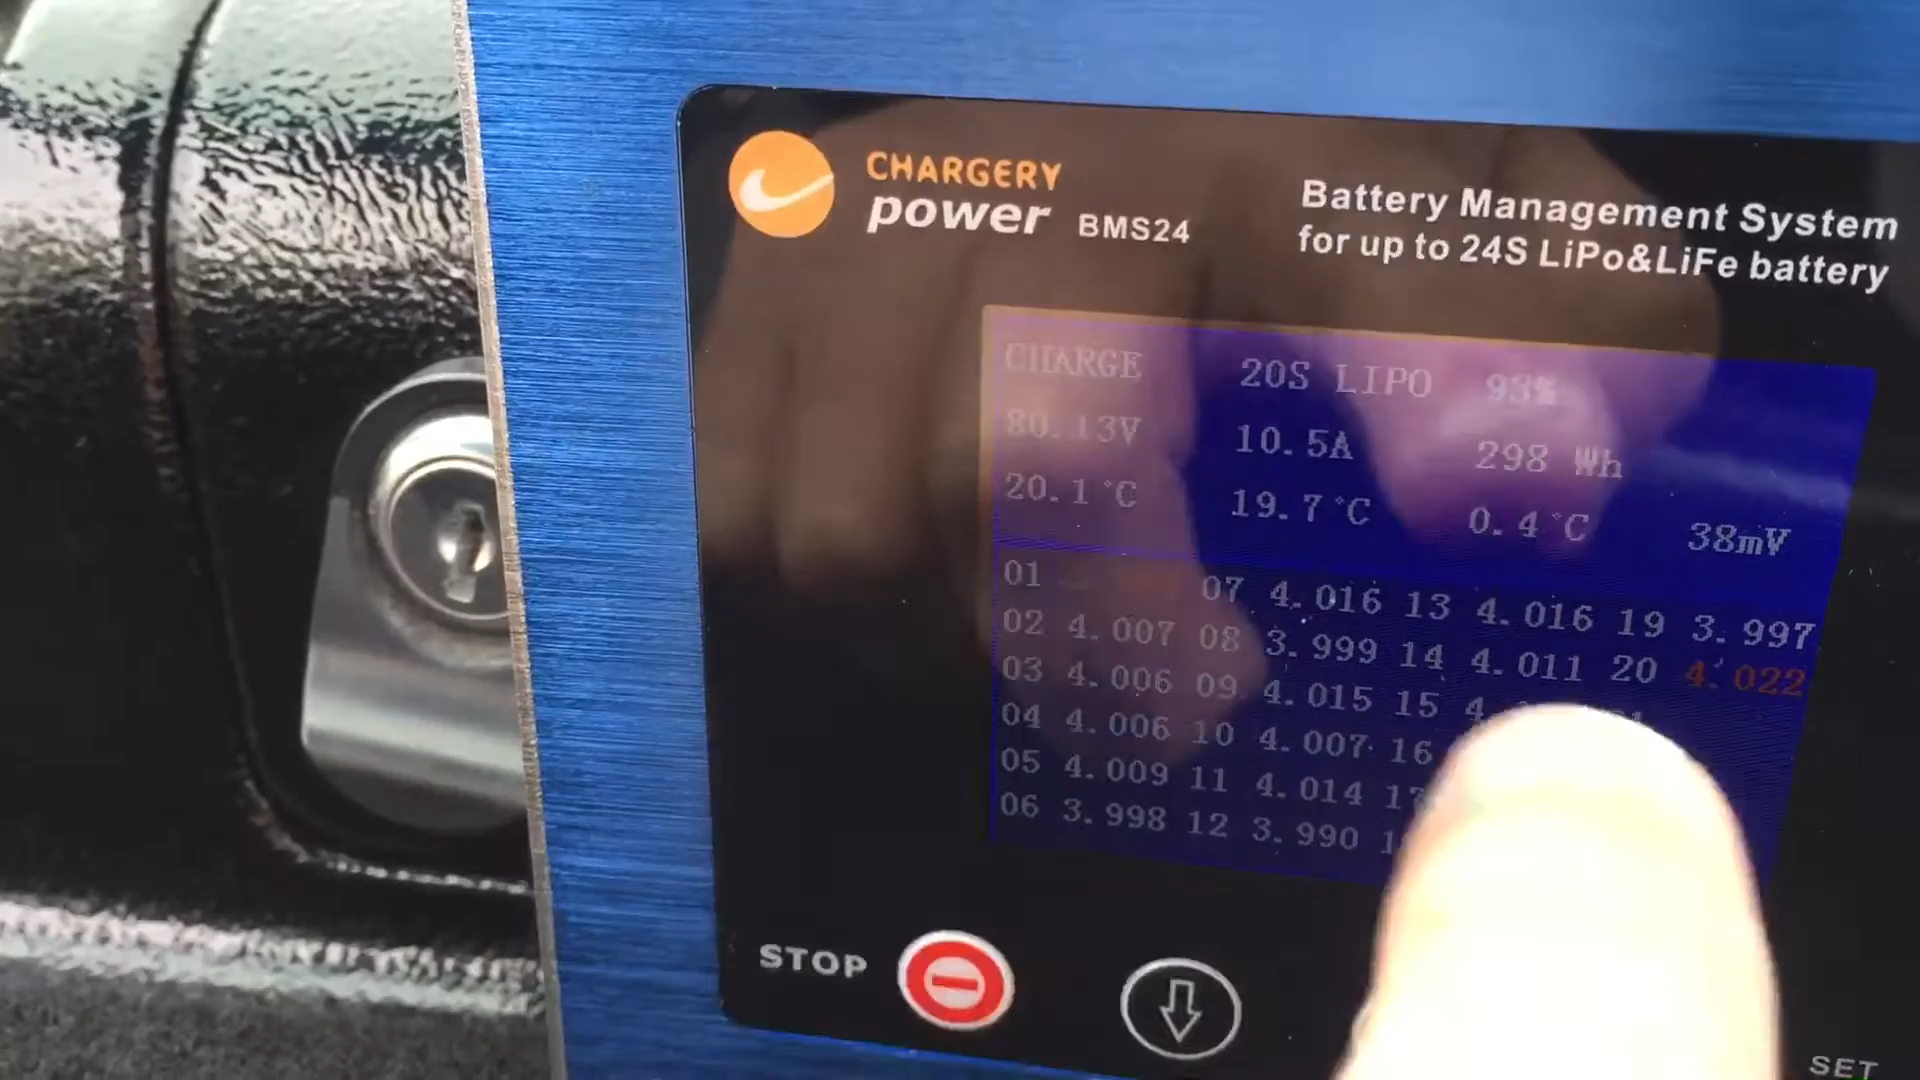 CHARGERY
power BMS24
Battery Management System
for up to 24S LiPo&LiFe battery
CHARGE 20S LIPO 93%
80.13V 10.5A 298 Wh
20.1°C 19.7°C 0.4°C 38mV
01 07 4.016 13 4.016 19 3.997
02 4.007 08 3.999 14 4.011 20 4.022
03 4.006 09 4.015 15
04 4.006 10 4.007 16
05 4.009 11 4.014 17
06 3.998 12 3.990
STOP
SET